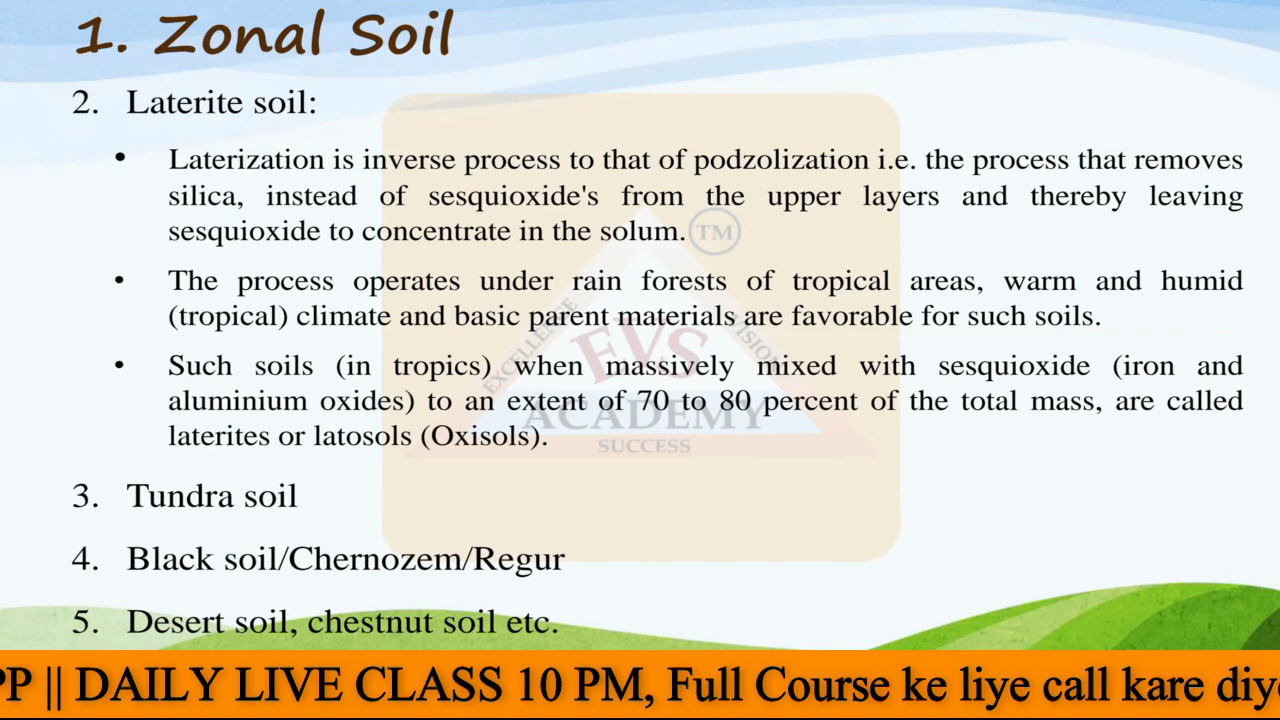 1. Zonal Soil
2. Laterite soil:
• Laterization is inverse process to that of podzolization i.e. the process that removes
silica, instead of sesquioxide's from the upper layers and thereby leaving
sesquioxide to concentrate in the solum.
TM
• The process operates under rain forests of tropical areas, warm and humid
(tropical) climate and basic parent materials are favorable for such soils.
• Such soils (in tropics) when massively mixed with sesquioxide (iron and
aluminium oxides) to an extent of 70 to 80 percent of the total mass, are called
laterites or latosols (Oxisols).
EXCELLENCE
VISION
EVS
ACADEMY
SUCCESS
3. Tundra soil
4. Black soil/Chernozem/Regur
5. Desert soil, chestnut soil etc.
PP || DAILY LIVE CLASS 10 PM, Full Course ke liye call kare